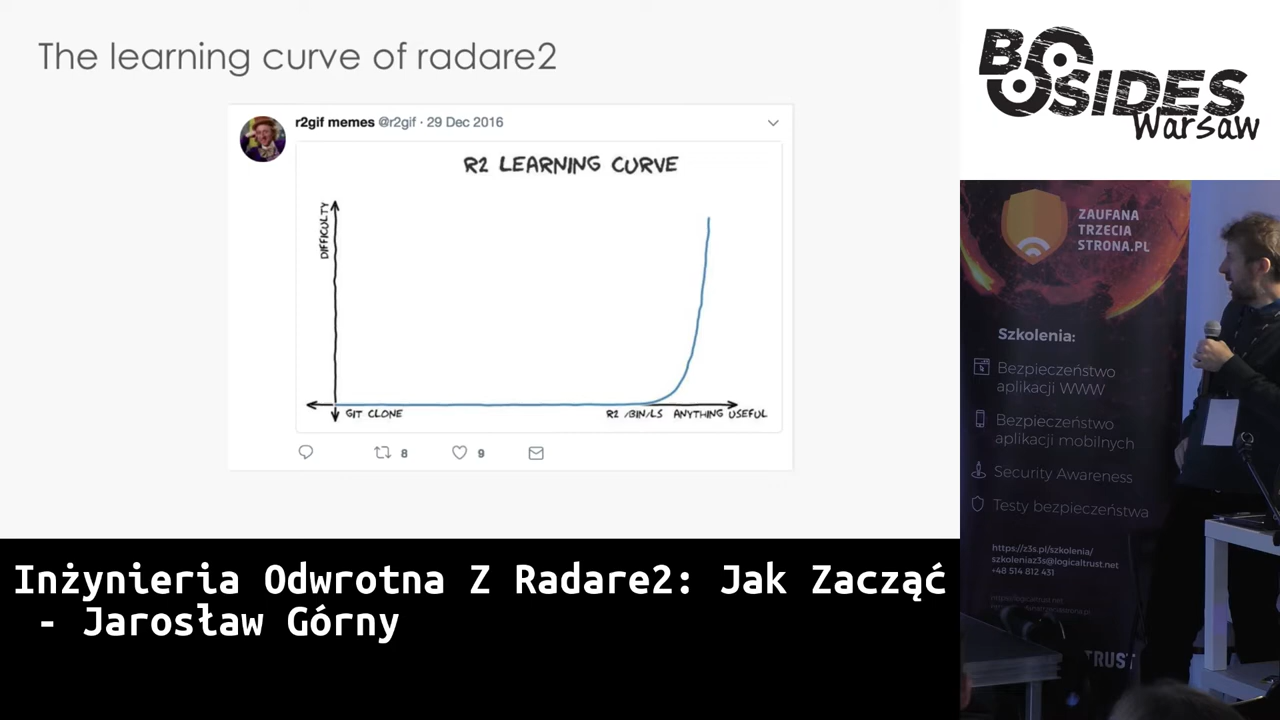 The learning curve of radare2
r2gif memes @r2gif · 29 Dec 2016
R2 LEARNING CURVE
DIFFICULTY
GIT CLONE
R2 /BIN/LS
ANYTHING USEFUL
8
9
Inżynieria Odwrotna Z Radare2: Jak Zacząć
- Jarosław Górny
BSIDES
Warsaw
ZAUFANA
TRZECIA
STRONA.PL
Szkolenia:
Bezpieczeństwo
aplikacji WWW
Bezpieczeństwo
aplikacji mobilnych
Security Awareness
Testy bezpieczeństwa
https://z3s.pl/szkolenia/
szkoleniaz3s@logicaltrust.net
+48 514 812 431
TRUST